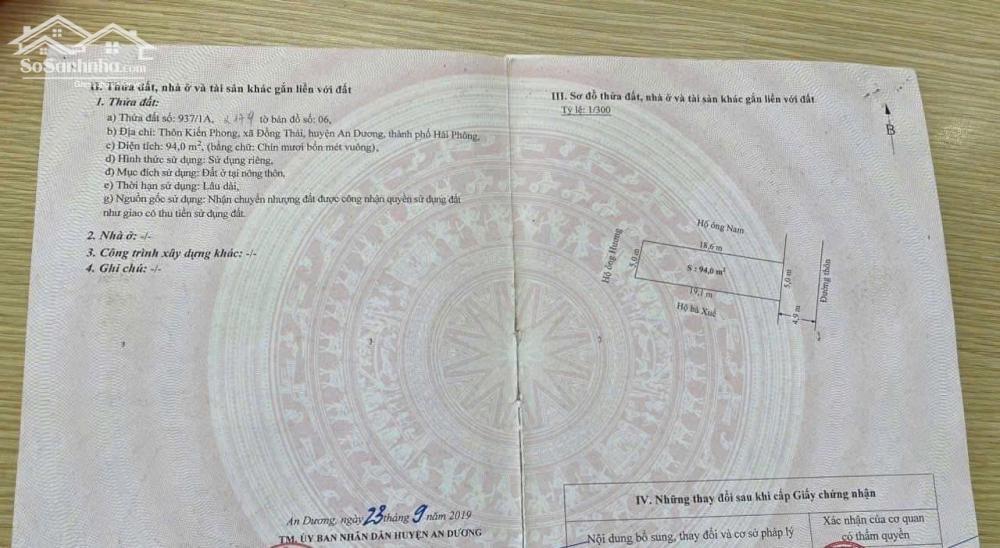 SoSanhnha.com
II. Thửa đất, nhà ở và tài sản khác gắn liền với đất
1. Thửa đất:
a) Thửa đất số: 937/1A, tờ bản đồ số: 06,
b) Địa chỉ: Thôn Kiến Phong, xã Đồng Thái, huyện An Dương, thành phố Hải Phòng,
c) Diện tích: 94,0 m², (bằng chữ: Chín mươi bốn mét vuông),
d) Hình thức sử dụng: Sử dụng riêng,
đ) Mục đích sử dụng: Đất ở tại nông thôn,
e) Thời hạn sử dụng: Lâu dài,
g) Nguồn gốc sử dụng: Nhận chuyển nhượng đất được công nhận quyền sử dụng đất
như giao có thu tiền sử dụng đất.
2. Nhà ở: -/-
3. Công trình xây dựng khác: -/-
4. Ghi chú: -/-
An Dương, ngày 23 tháng 9 năm 2019
TM. ỦY BAN NHÂN DÂN HUYỆN AN DƯƠNG
III. Sơ đồ thửa đất, nhà ở và tài sản khác gắn liền với đất
Tỷ lệ: 1/300
B
Hộ ông Nam
18,6 m
Hộ ông Hương
5,0 m
S : 94,0 m²
5,0 m
Đường thôn
19,1 m
4,9 m
Hộ bà Xuê
IV. Những thay đổi sau khi cấp Giấy chứng nhận
Nội dung bổ sung, thay đổi và cơ sở pháp lý
Xác nhận của cơ quan
có thẩm quyền